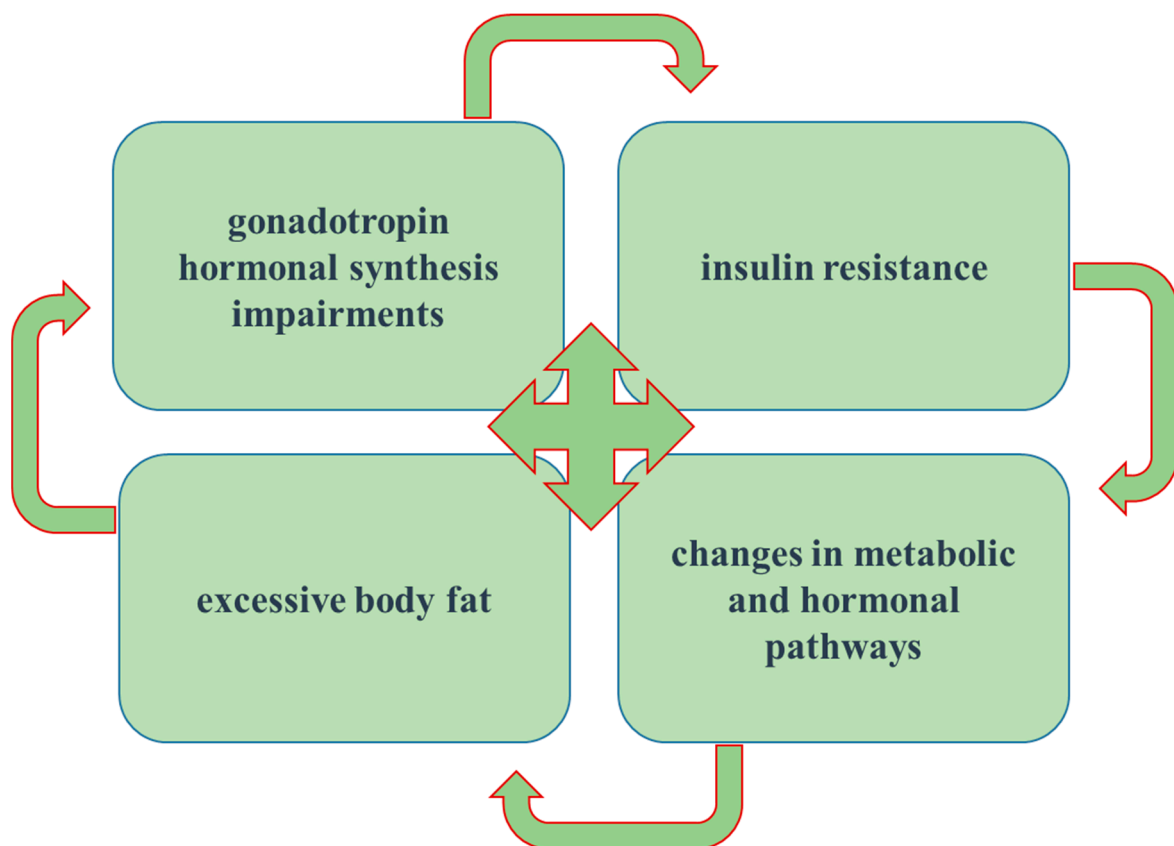 gonadotropin
hormonal synthesis
impairments
insulin resistance
excessive body fat
changes in metabolic
and hormonal
pathways